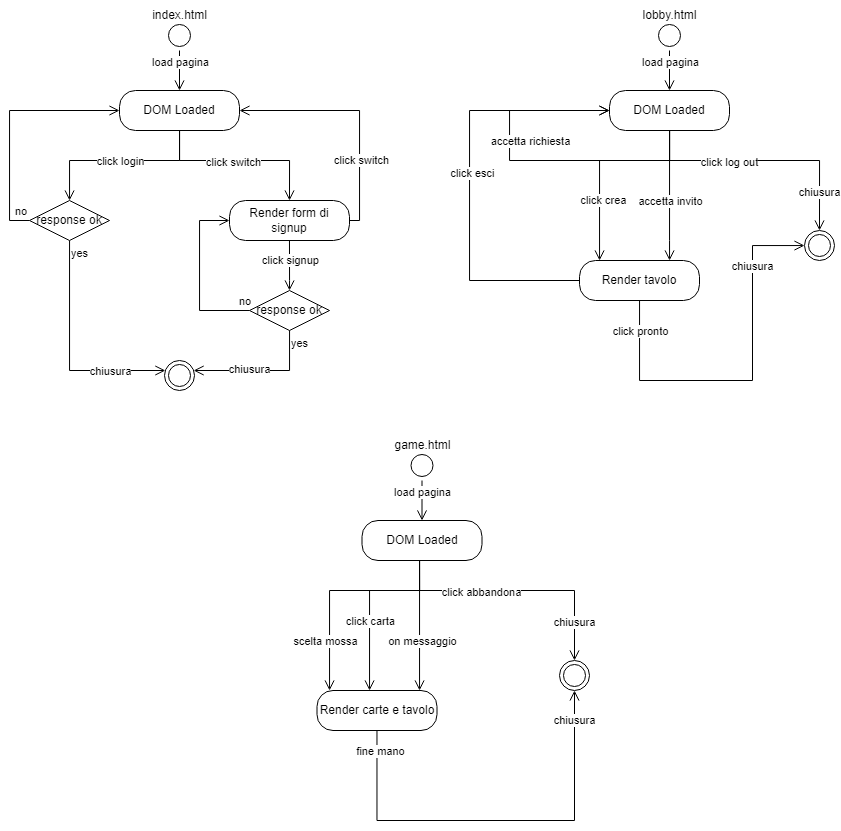 index.html
load pagina
DOM Loaded
click login
click switch
click switch
no
response ok
yes
Render form di
signup
click signup
no
response ok
yes
chiusura
chiusura
lobby.html
load pagina
DOM Loaded
accetta richiesta
click esci
click log out
click crea
accetta invito
chiusura
Render tavolo
chiusura
click pronto
game.html
load pagina
DOM Loaded
click abbandona
click carta
chiusura
scelta mossa
on messaggio
Render carte e tavolo
chiusura
fine mano